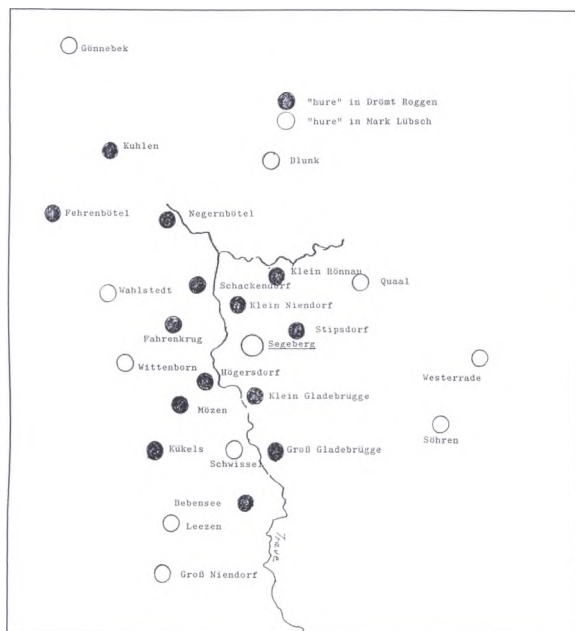 Gönnebek
"hure" in Drömt Roggen
"hure" in Mark Lübsch
Kuhlen
Dlunk
Fehrenbötel
Negernbötel
Klein Rönnau
Wahlstedt
Schackendorf
Quaal
Klein Niendorf
Fahrenkrug
Stipsdorf
Segeberg
Wittenborn
Högersdorf
Westerrade
Mözen
Klein Gladebrügge
Söhren
Kükels
Schwissel
Groß Gladebrügge
Bebensee
Leezen
Trave
Groß Niendorf